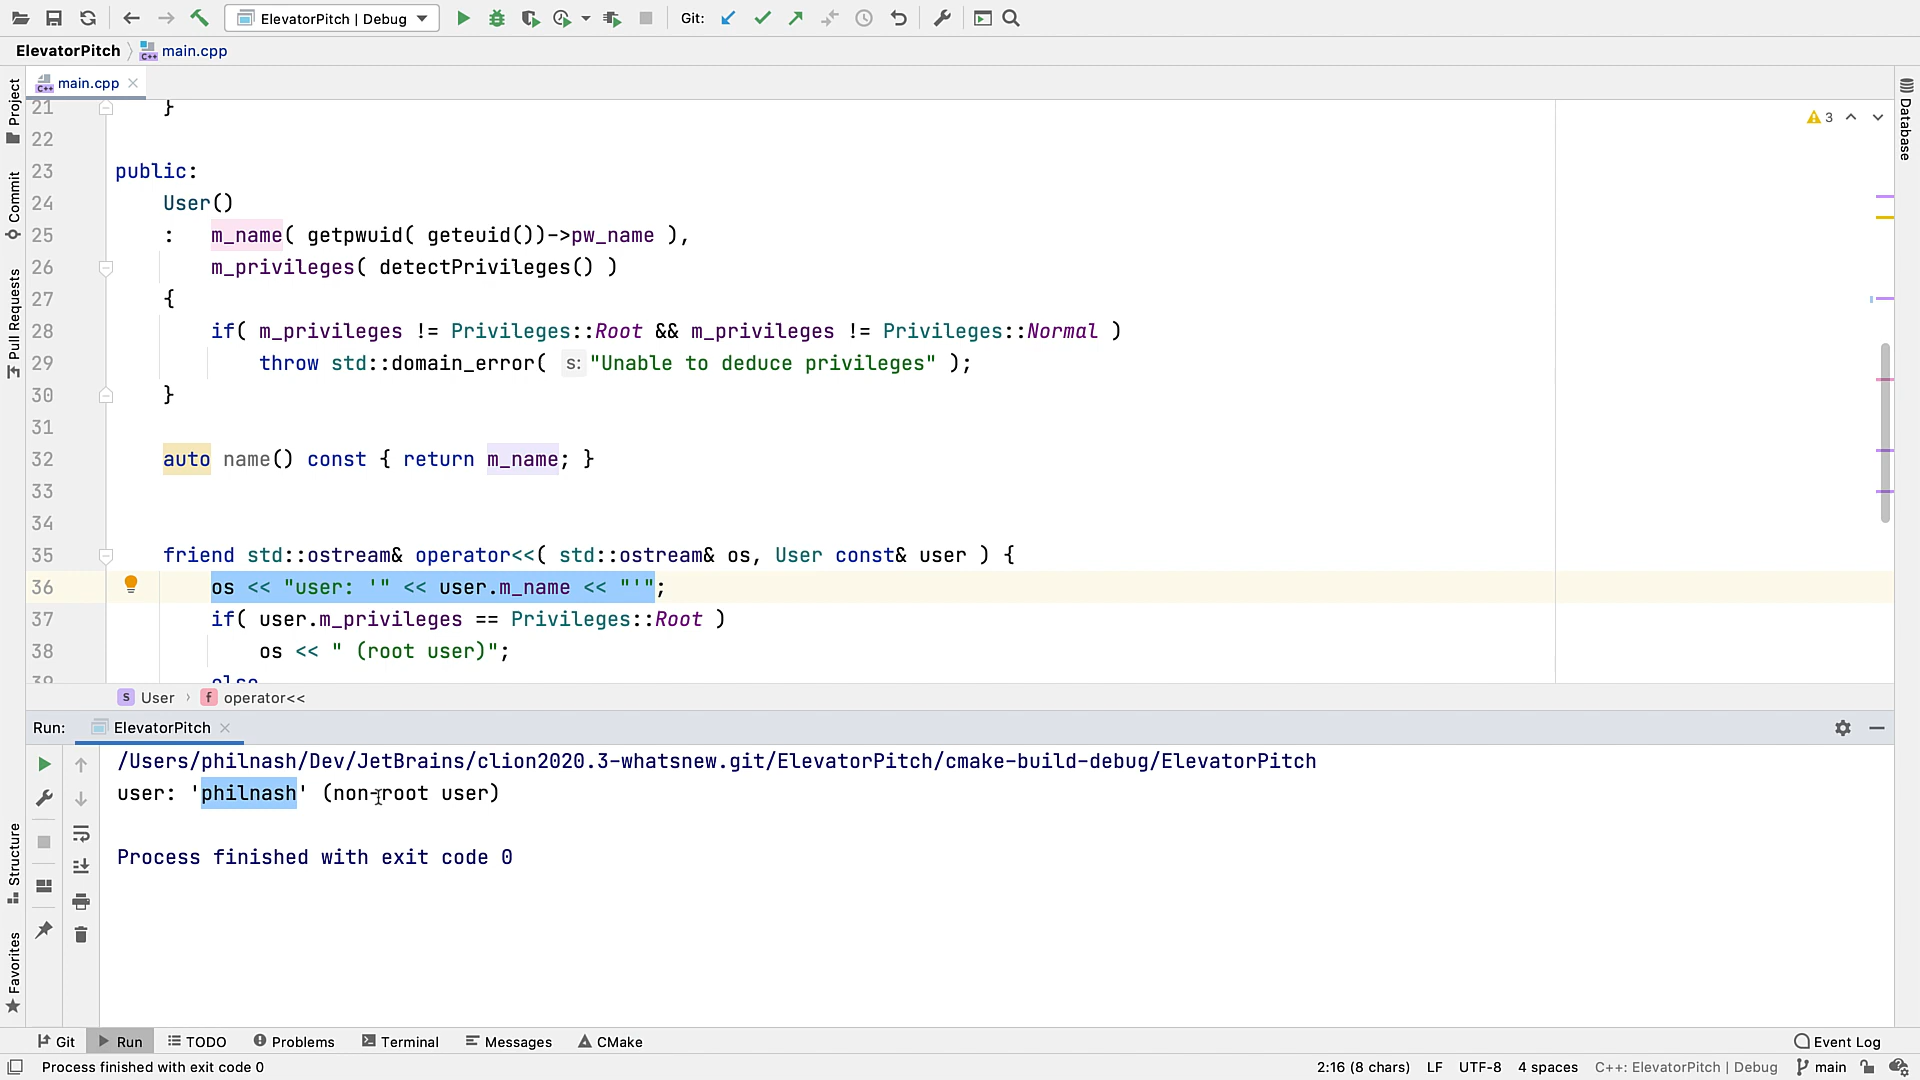 ElevatorPitch | Debug
Git:
ElevatorPitch
main.cpp
main.cpp
3
21 }
22
23 public:
24 User()
25 : m_name( getpwuid( geteuid())->pw_name ),
26 m_privileges( detectPrivileges() )
27 {
28 if( m_privileges != Privileges::Root && m_privileges != Privileges::Normal )
29 throw std::domain_error( s: "Unable to deduce privileges" );
30 }
31
32 auto name() const { return m_name; }
33
34
35 friend std::ostream& operator<<( std::ostream& os, User const& user ) {
36 os << "user: '" << user.m_name << "'";
37 if( user.m_privileges == Privileges::Root )
38 os << " (root user)";
39 else
S User › f operator<<
Project
Commit
Pull Requests
Structure
Favorites
Database
Run: ElevatorPitch
/Users/philnash/Dev/JetBrains/clion2020.3-whatsnew.git/ElevatorPitch/cmake-build-debug/ElevatorPitch
user: 'philnash' (non-root user)
Process finished with exit code 0
Git Run TODO Problems Terminal Messages CMake Event Log
Process finished with exit code 0 2:16 (8 chars) LF UTF-8 4 spaces C++: ElevatorPitch | Debug main